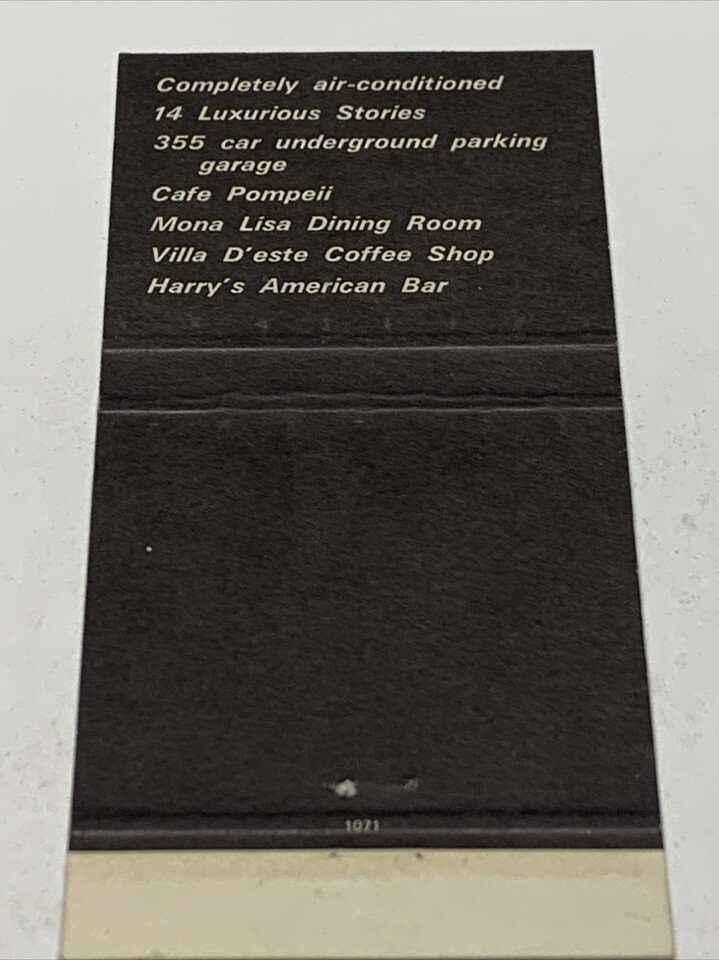 Completely air-conditioned
14 Luxurious Stories
355 car underground parking
garage
Cafe Pompeii
Mona Lisa Dining Room
Villa D'este Coffee Shop
Harry's American Bar
1071